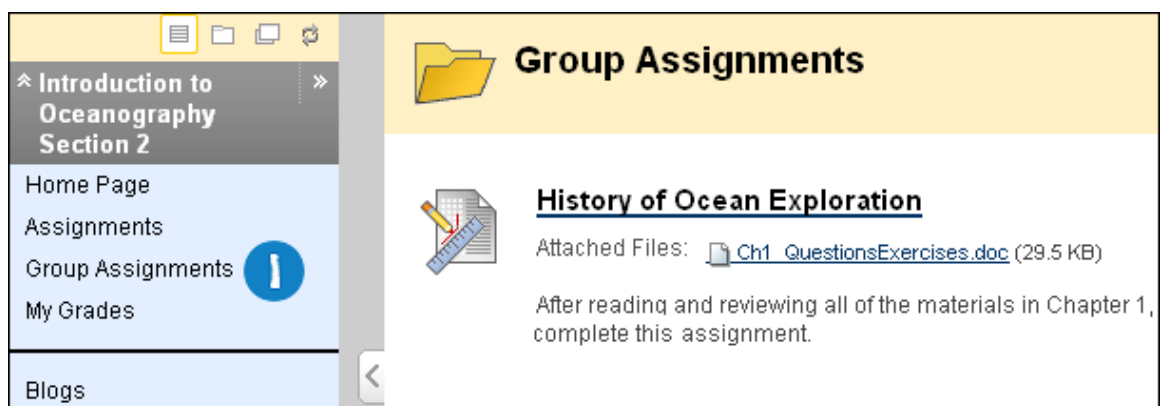 Introduction to
Oceanography
Section 2
Home Page
Assignments
Group Assignments
1
My Grades
Blogs
Group Assignments
History of Ocean Exploration
Attached Files: Ch1_QuestionsExercises.doc (29.5 KB)
After reading and reviewing all of the materials in Chapter 1,
complete this assignment.